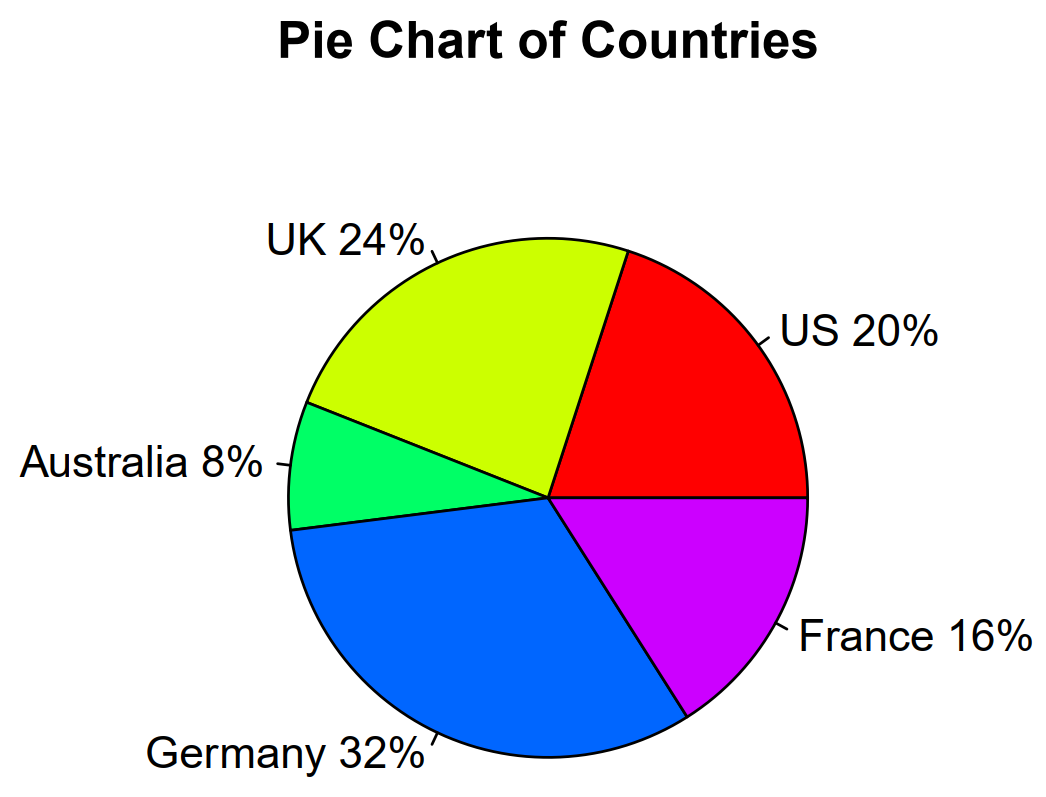 Pie Chart of Countries
UK 24%
US 20%
Australia 8%
France 16%
Germany 32%